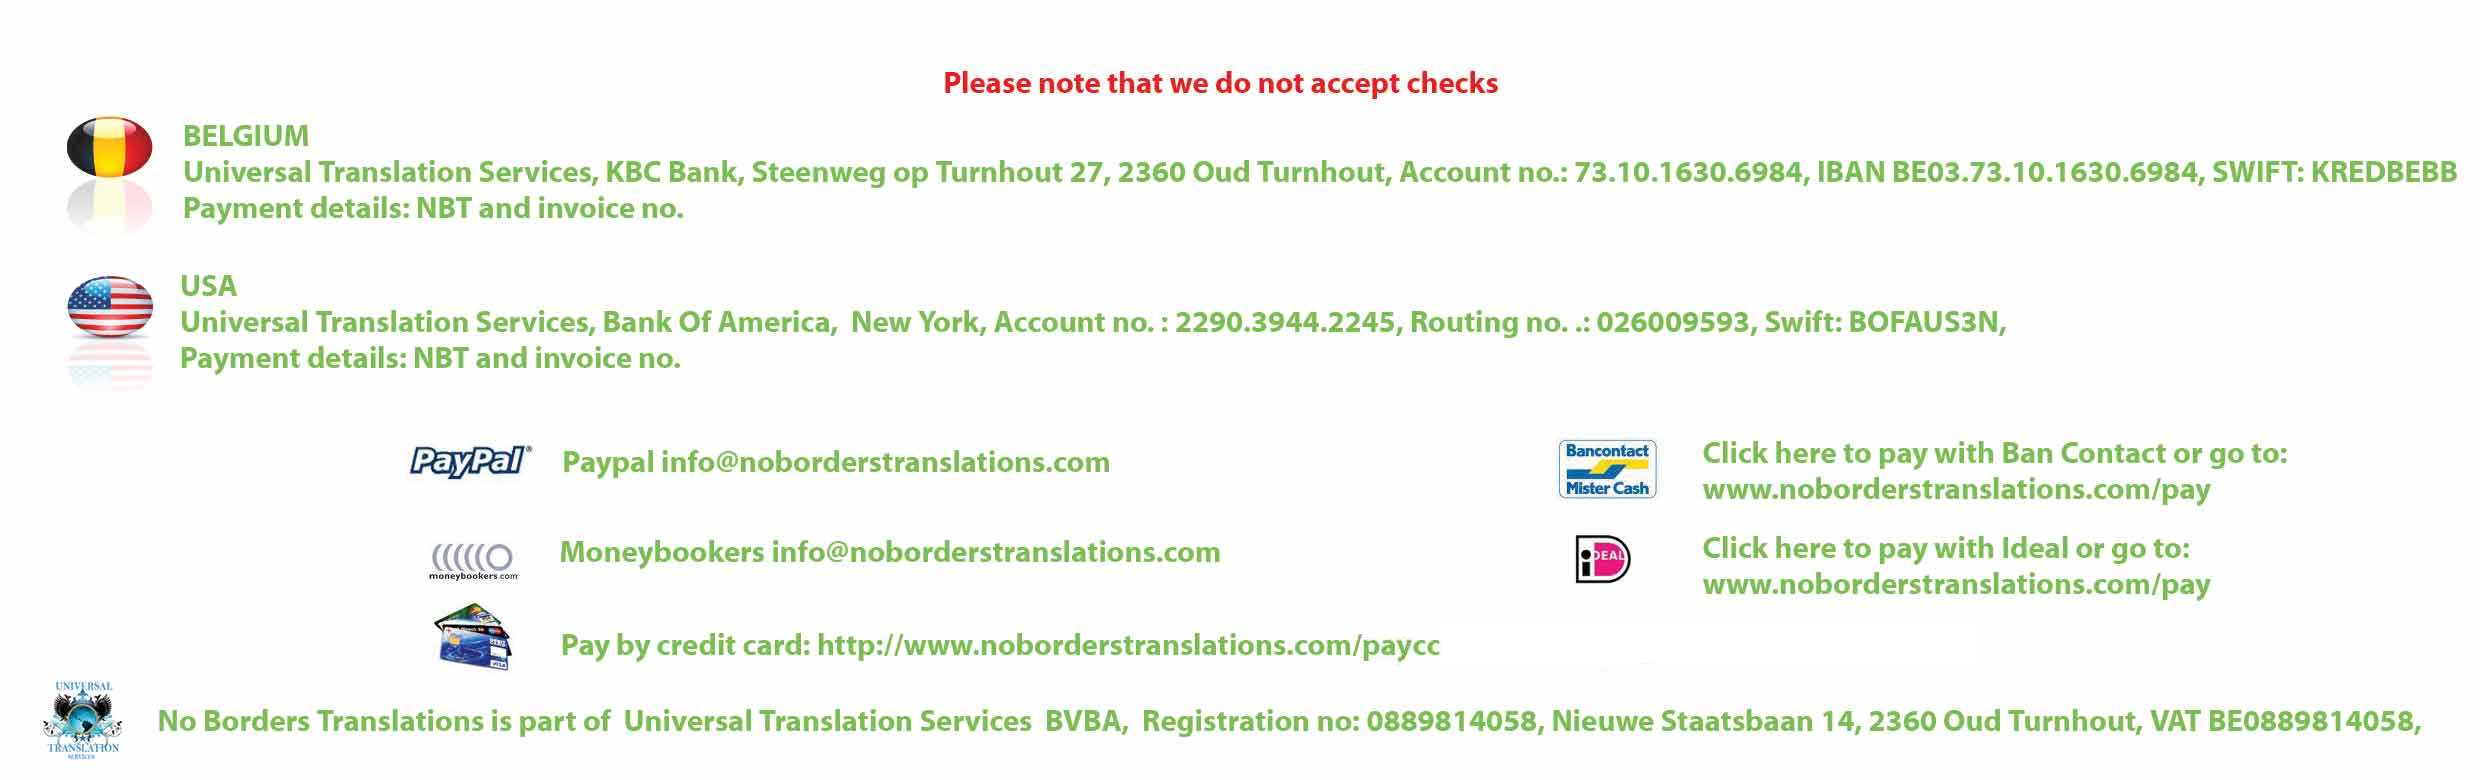 Please note that we do not accept checks
BELGIUM
Universal Translation Services, KBC Bank, Steenweg op Turnhout 27, 2360 Oud Turnhout, Account no.: 73.10.1630.6984, IBAN BE03.73.10.1630.6984, SWIFT: KREDBEBB
Payment details: NBT and invoice no.
USA
Universal Translation Services, Bank Of America, New York, Account no. : 2290.3944.2245, Routing no. .: 026009593, Swift: BOFAUS3N,
Payment details: NBT and invoice no.
PayPal®
Paypal info@noborderstranslations.com
moneybookers.com
Moneybookers info@noborderstranslations.com
VISA
Pay by credit card: http://www.noborderstranslations.com/paycc
Bancontact
Mister Cash
Click here to pay with Ban Contact or go to:
www.noborderstranslations.com/pay
iDEAL
Click here to pay with Ideal or go to:
www.noborderstranslations.com/pay
UNIVERSAL
TRANSLATION
SERVICES
No Borders Translations is part of Universal Translation Services BVBA, Registration no: 0889814058, Nieuwe Staatsbaan 14, 2360 Oud Turnhout, VAT BE0889814058,